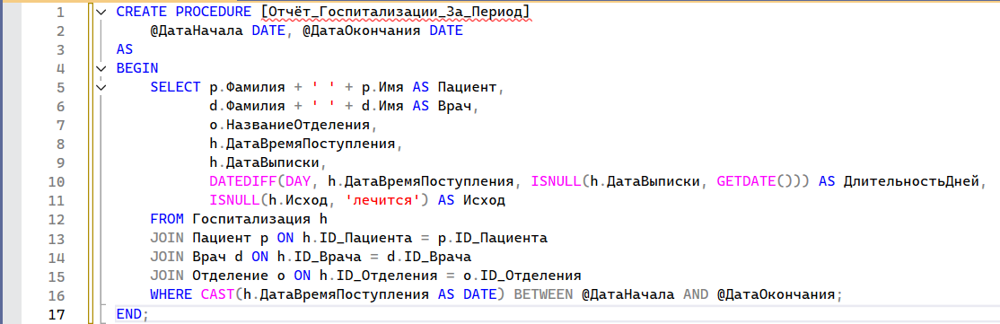 1 CREATE PROCEDURE [Отчёт_Госпитализации_За_Период]
2 @ДатаНачала DATE, @ДатаОкончания DATE
3 AS
4 BEGIN
5 SELECT p.Фамилия + ' ' + p.Имя AS Пациент,
6 d.Фамилия + ' ' + d.Имя AS Врач,
7 o.НазваниеОтделения,
8 h.ДатаВремяПоступления,
9 h.ДатаВыписки,
10 DATEDIFF(DAY, h.ДатаВремяПоступления, ISNULL(h.ДатаВыписки, GETDATE())) AS ДлительностьДней,
11 ISNULL(h.Исход, 'лечится') AS Исход
12 FROM Госпитализация h
13 JOIN Пациент p ON h.ID_Пациента = p.ID_Пациента
14 JOIN Врач d ON h.ID_Врача = d.ID_Врача
15 JOIN Отделение o ON h.ID_Отделения = o.ID_Отделения
16 WHERE CAST(h.ДатаВремяПоступления AS DATE) BETWEEN @ДатаНачала AND @ДатаОкончания;
17 END;